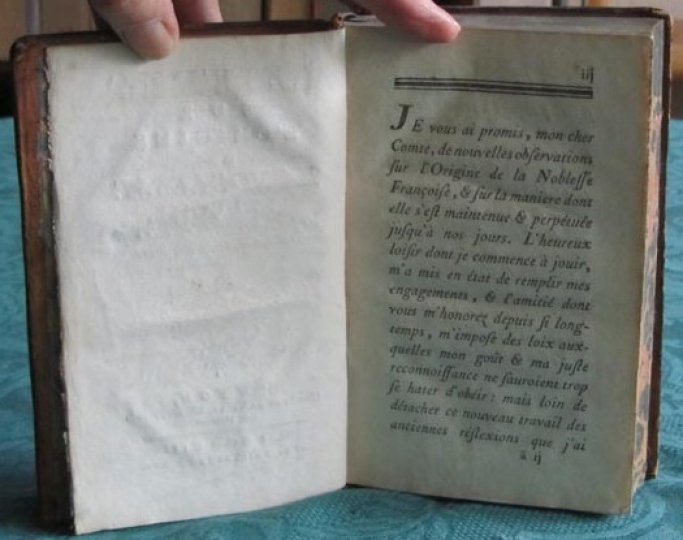 iij
JE vous ai promis, mon cher
Comte, de nouvelles obſervations
ſur l'Origine de la Nobleſſe
Françoiſe, & ſur la maniere dont
elle s'eſt maintenue & perpétuée
juſqu'à nos jours. L'heureux
loiſir dont je commence à jouir,
m'a mis en état de remplir mes
engagements, & l'amitié dont
vous m'honorez depuis ſi long-
temps, m'impoſe des loix aux-
quelles mon goût & ma juſte
reconnoiſſance ne ſauroient trop
ſe hater d'obéir: mais loin de
détacher ce nouveau travail des
anciennes réflexions que j'ai
ã ij